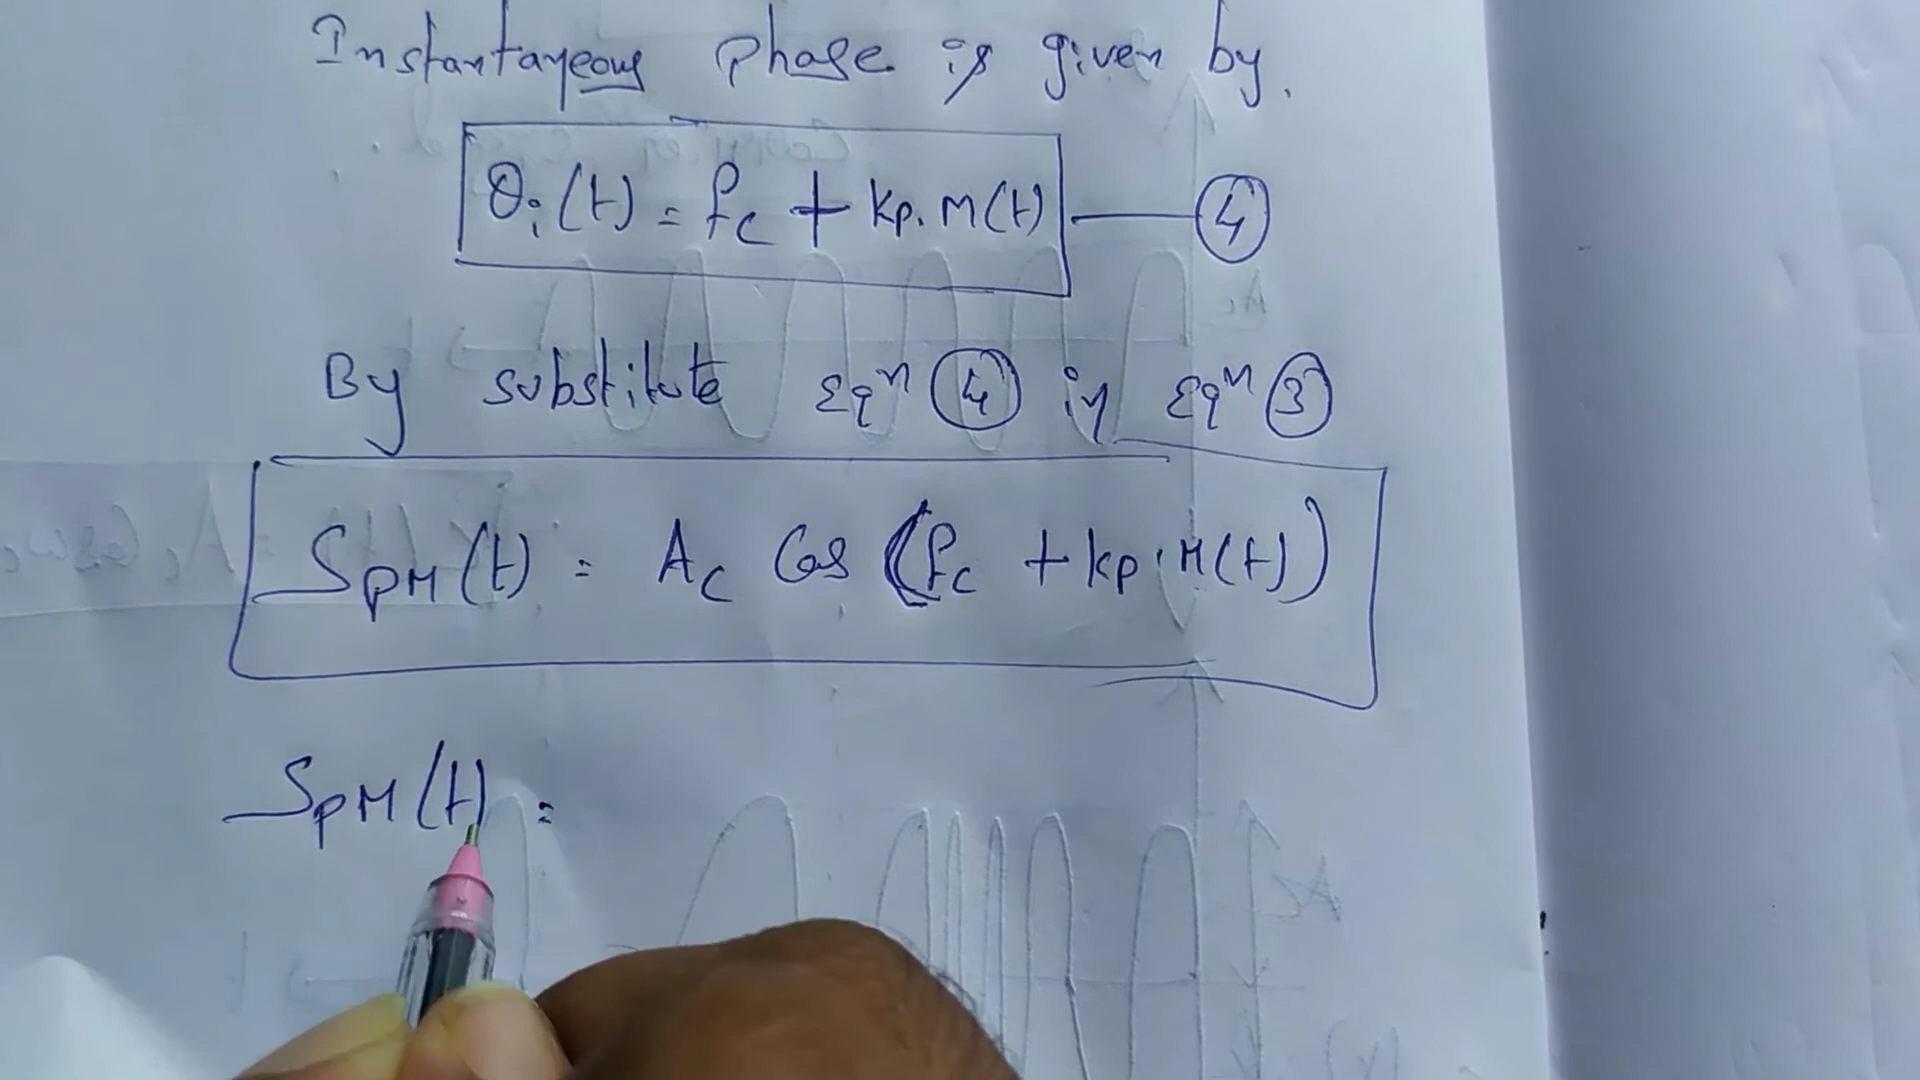 Instantaneous phase is given by.
θi(t) = fc + kp. M(t) — 4
By substitute Eqn 4 in Eqn 3
SPM(t) = Ac Cos (fc + kp. M(t))
SPM(t) =